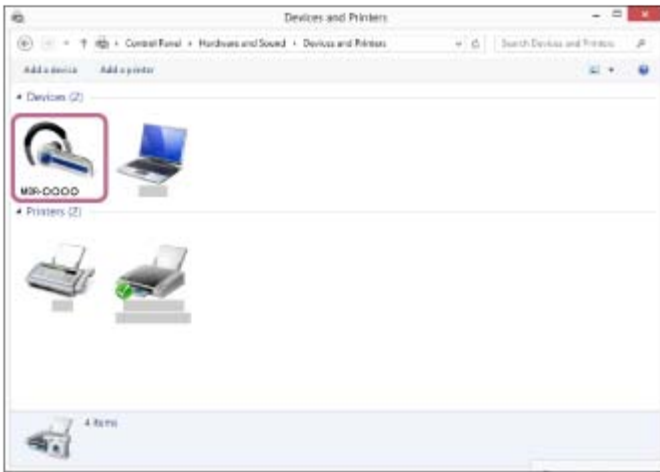 Devices and Printers
Control Panel Hardware and Sound Devices and Printers
Search Devices and Printers
Add a device Add a printer
Devices (2)
MDR-OOOO
Printers (2)
4 items